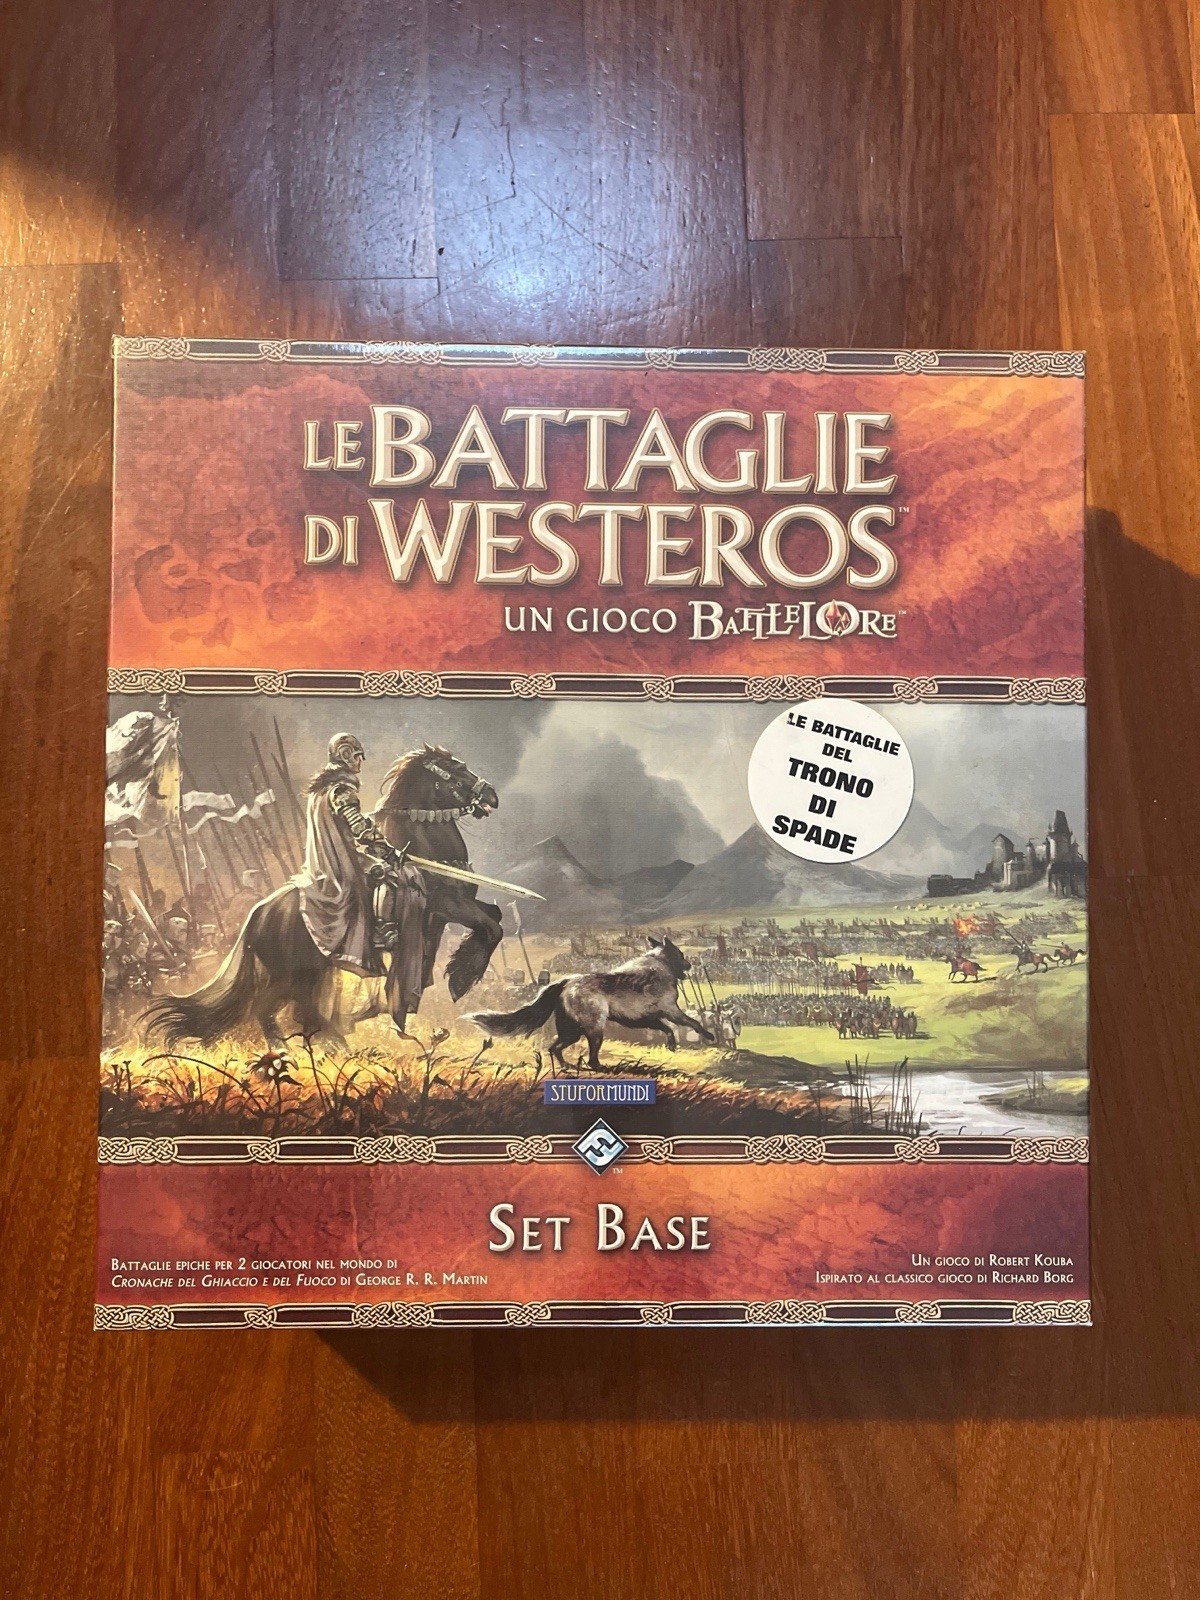 LE BATTAGLIE
DI WESTEROS™
UN GIOCO BATTLELORE™
LE BATTAGLIE
DEL
TRONO
DI
SPADE
STUPORMUNDI
™
SET BASE
BATTAGLIE EPICHE PER 2 GIOCATORI NEL MONDO DI
CRONACHE DEL GHIACCIO E DEL FUOCO DI GEORGE R. R. MARTIN
UN GIOCO DI ROBERT KOUBA
ISPIRATO AL CLASSICO GIOCO DI RICHARD BORG